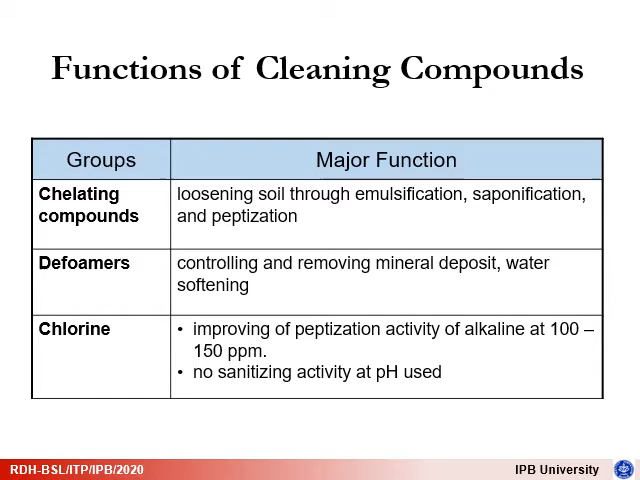 Functions of Cleaning Compounds
Groups
Major Function
Chelating
compounds
loosening soil through emulsification, saponification,
and peptization
Defoamers
controlling and removing mineral deposit, water
softening
Chlorine
• improving of peptization activity of alkaline at 100 –
150 ppm.
• no sanitizing activity at pH used
RDH-BSL/ITP/IPB/2020
IPB University